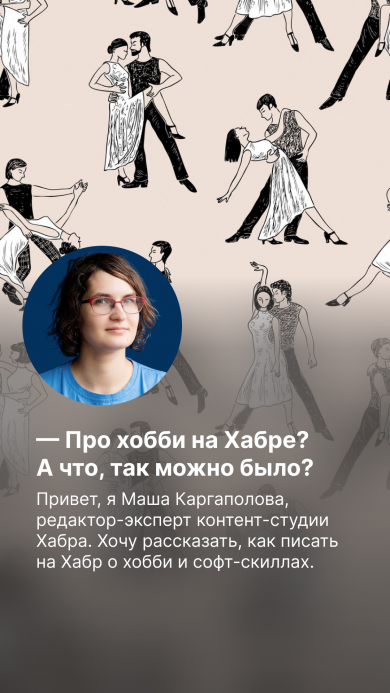 — Про хобби на Хабре?
А что, так можно было?
Привет, я Маша Каргаполова,
редактор-эксперт контент-студии
Хабра. Хочу рассказать, как писать
на Хабр о хобби и софт-скиллах.